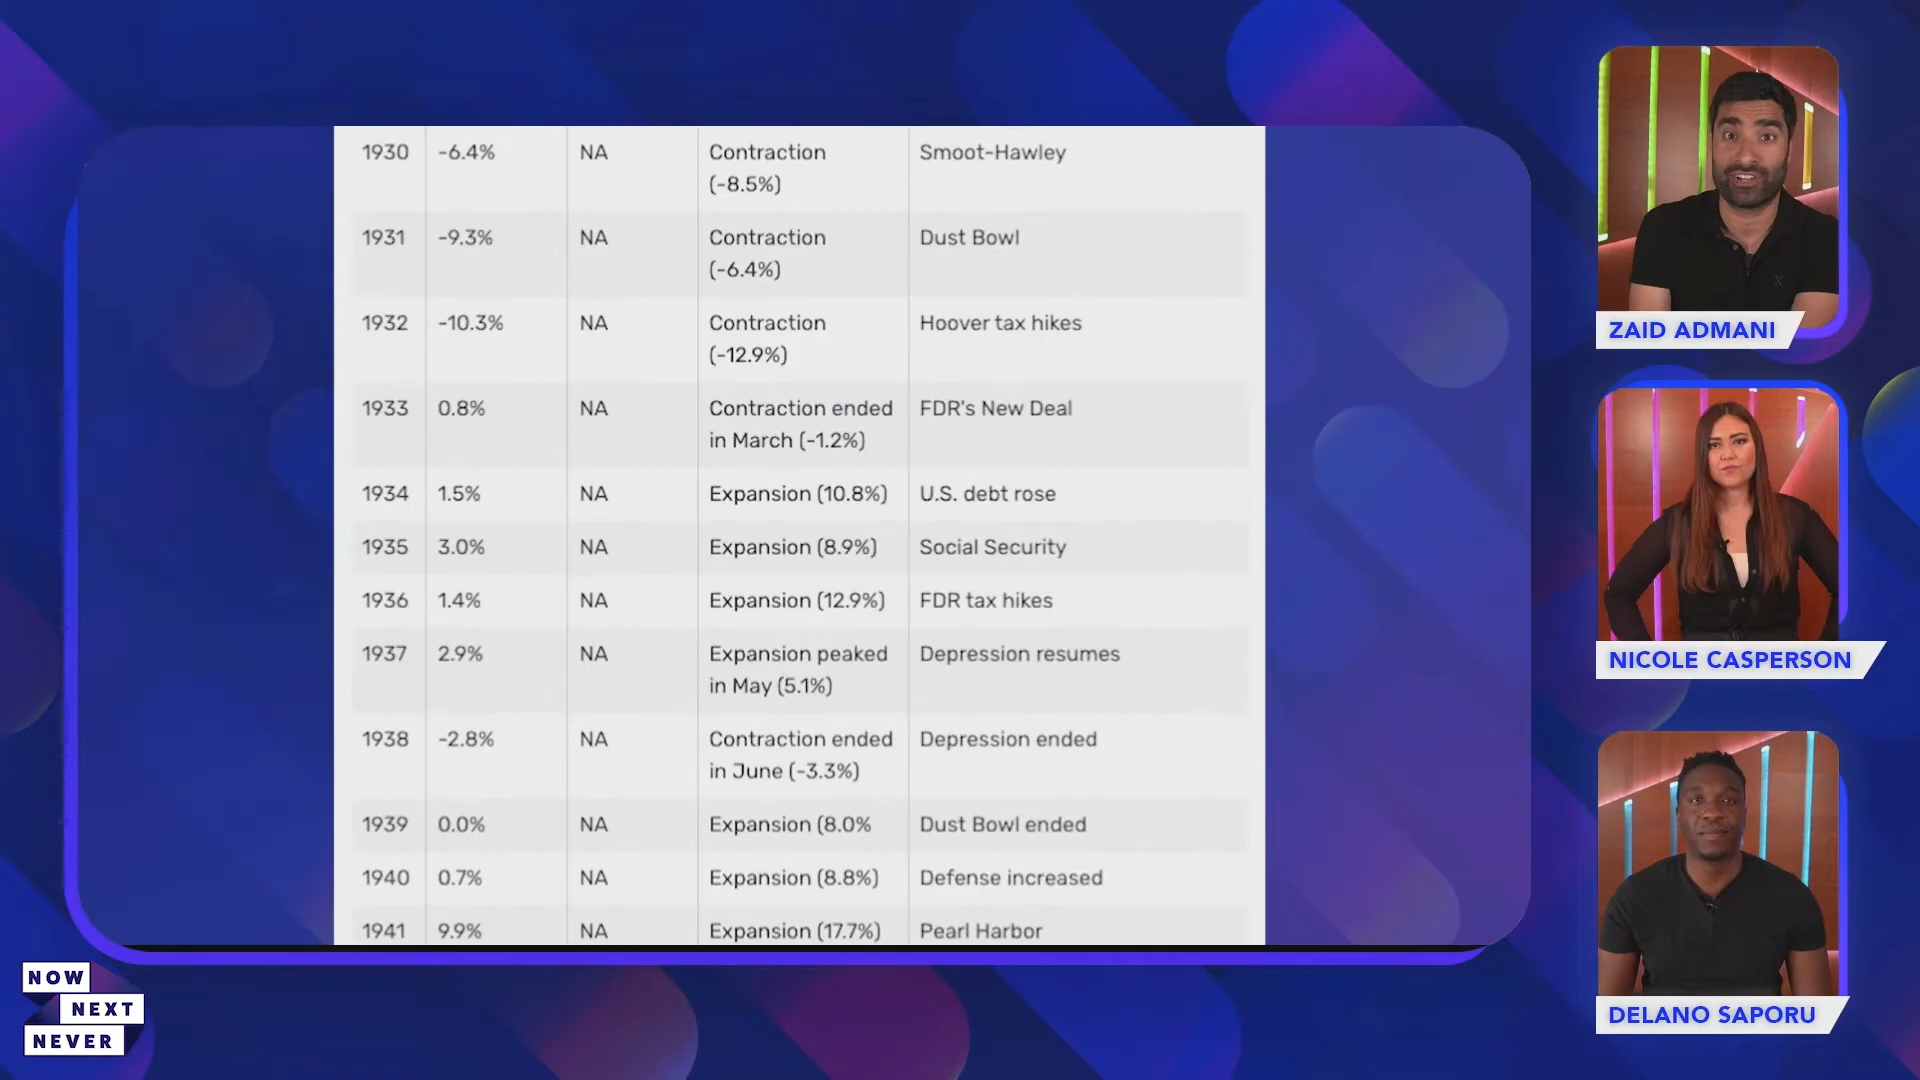 1930 -6.4% NA Contraction Smoot-Hawley
(-8.5%)
1931 -9.3% NA Contraction Dust Bowl
(-6.4%)
1932 -10.3% NA Contraction Hoover tax hikes
(-12.9%)
1933 0.8% NA Contraction ended FDR's New Deal
in March (-1.2%)
1934 1.5% NA Expansion (10.8%) U.S. debt rose
1935 3.0% NA Expansion (8.9%) Social Security
1936 1.4% NA Expansion (12.9%) FDR tax hikes
1937 2.9% NA Expansion peaked Depression resumes
in May (5.1%)
1938 -2.8% NA Contraction ended Depression ended
in June (-3.3%)
1939 0.0% NA Expansion (8.0% Dust Bowl ended
1940 0.7% NA Expansion (8.8%) Defense increased
1941 9.9% NA Expansion (17.7%) Pearl Harbor
ZAID ADMANI
NICOLE CASPERSON
DELANO SAPORU
NOW
NEXT
NEVER